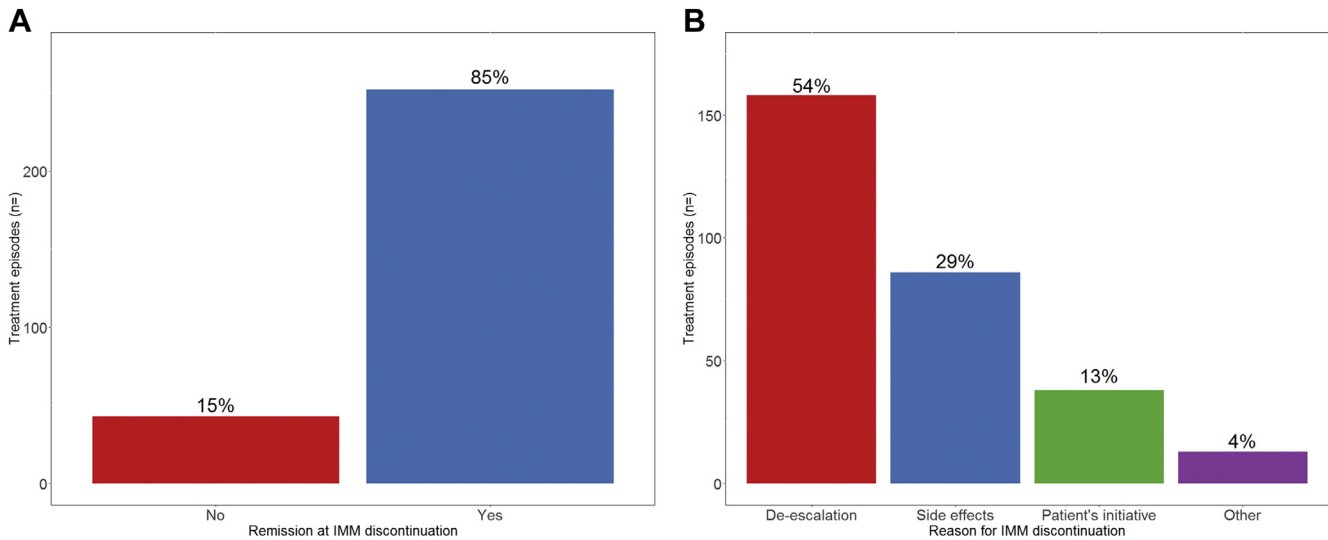 A
85%
15%
200
100
0
Treatment episodes (n=)
No
Yes
Remission at IMM discontinuation
B
54%
29%
13%
4%
150
100
50
0
Treatment episodes (n=)
De-escalation
Side effects
Patient's initiative
Other
Reason for IMM discontinuation